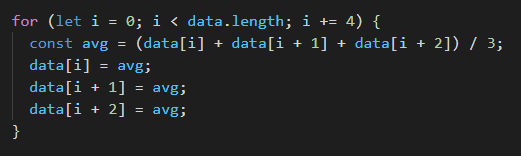 for (let i = 0; i < data.length; i += 4) {
  const avg = (data[i] + data[i + 1] + data[i + 2]) / 3;
  data[i] = avg;
  data[i + 1] = avg;
  data[i + 2] = avg;
}